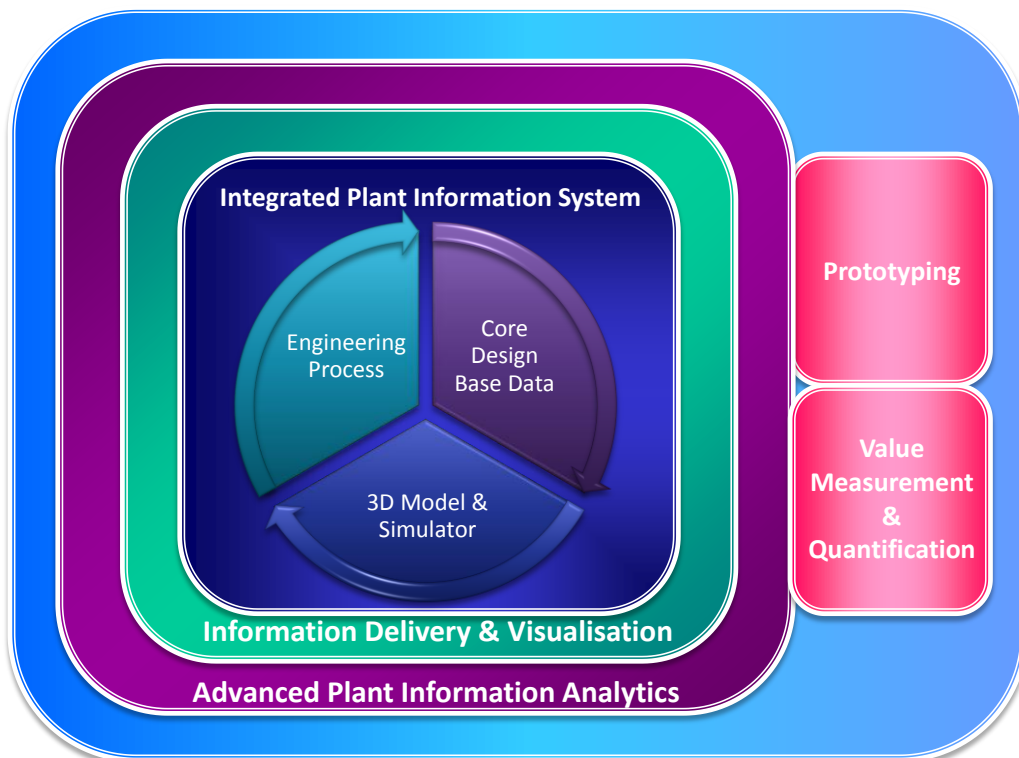 Integrated Plant Information System
Engineering
Process
Core
Design
Base Data
3D Model &
Simulator
Information Delivery & Visualisation
Advanced Plant Information Analytics
Prototyping
Value
Measurement
&
Quantification